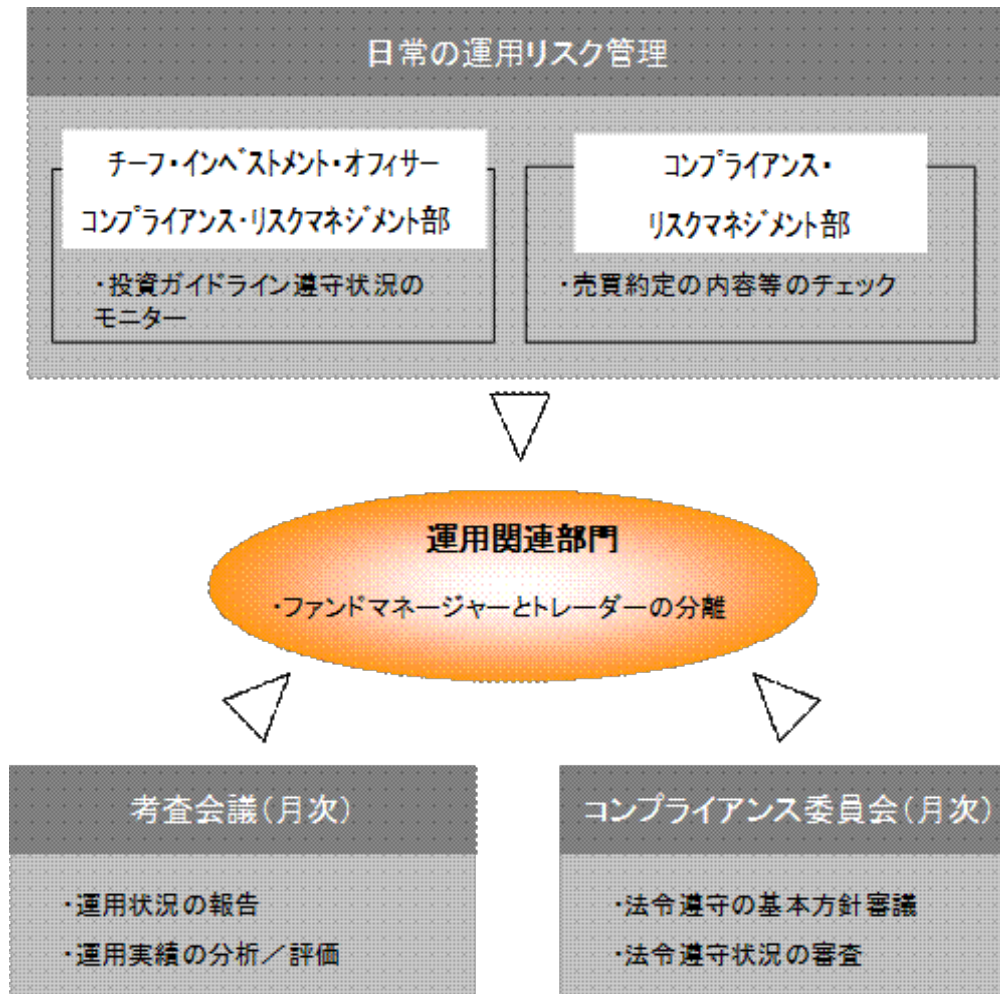 日常の運用リスク管理
チーフ・インベストメント・オフィサー
コンプライアンス・リスクマネジメント部
・投資ガイドライン遵守状況の
モニター
コンプライアンス・
リスクマネジメント部
・売買約定の内容等のチェック
運用関連部門
・ファンドマネージャーとトレーダーの分離
考査会議(月次)
・運用状況の報告
・運用実績の分析／評価
コンプライアンス委員会(月次)
・法令遵守の基本方針審議
・法令遵守状況の審査